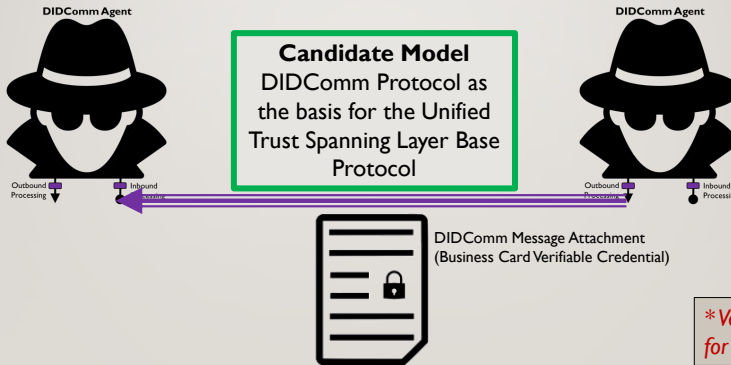 DIDComm Agent
DIDComm Agent
Candidate Model
DIDComm Protocol as
the basis for the Unified
Trust Spanning Layer Base
Protocol
Outbound
Processing
Inbound
Outbound
Processing
Inbound
DIDComm Message Attachment
(Business Card Verifiable Credential)
for